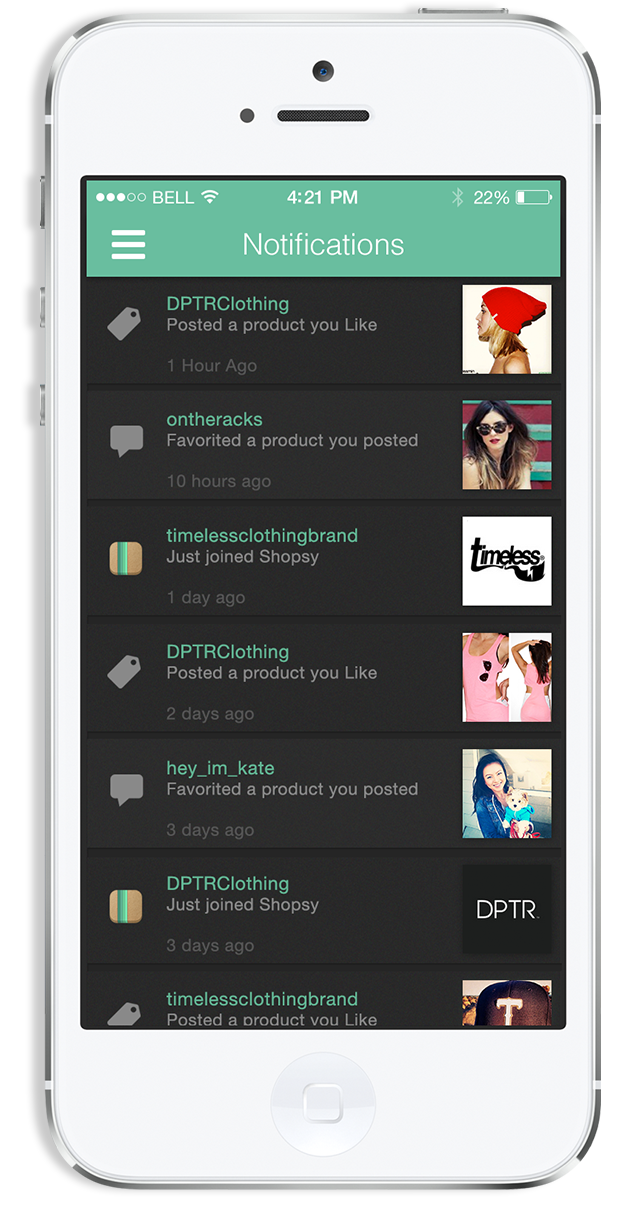 BELL 4:21 PM 22%
Notifications
DPTRClothing
Posted a product you Like
1 Hour Ago
ontheracks
Favorited a product you posted
10 hours ago
timelessclothingbrand
Just joined Shopsy
timeless
1 day ago
DPTRClothing
Posted a product you Like
2 days ago
hey_im_kate
Favorited a product you posted
3 days ago
DPTRClothing
Just joined Shopsy
DPTR
3 days ago
timelessclothingbrand
Posted a product you Like
T